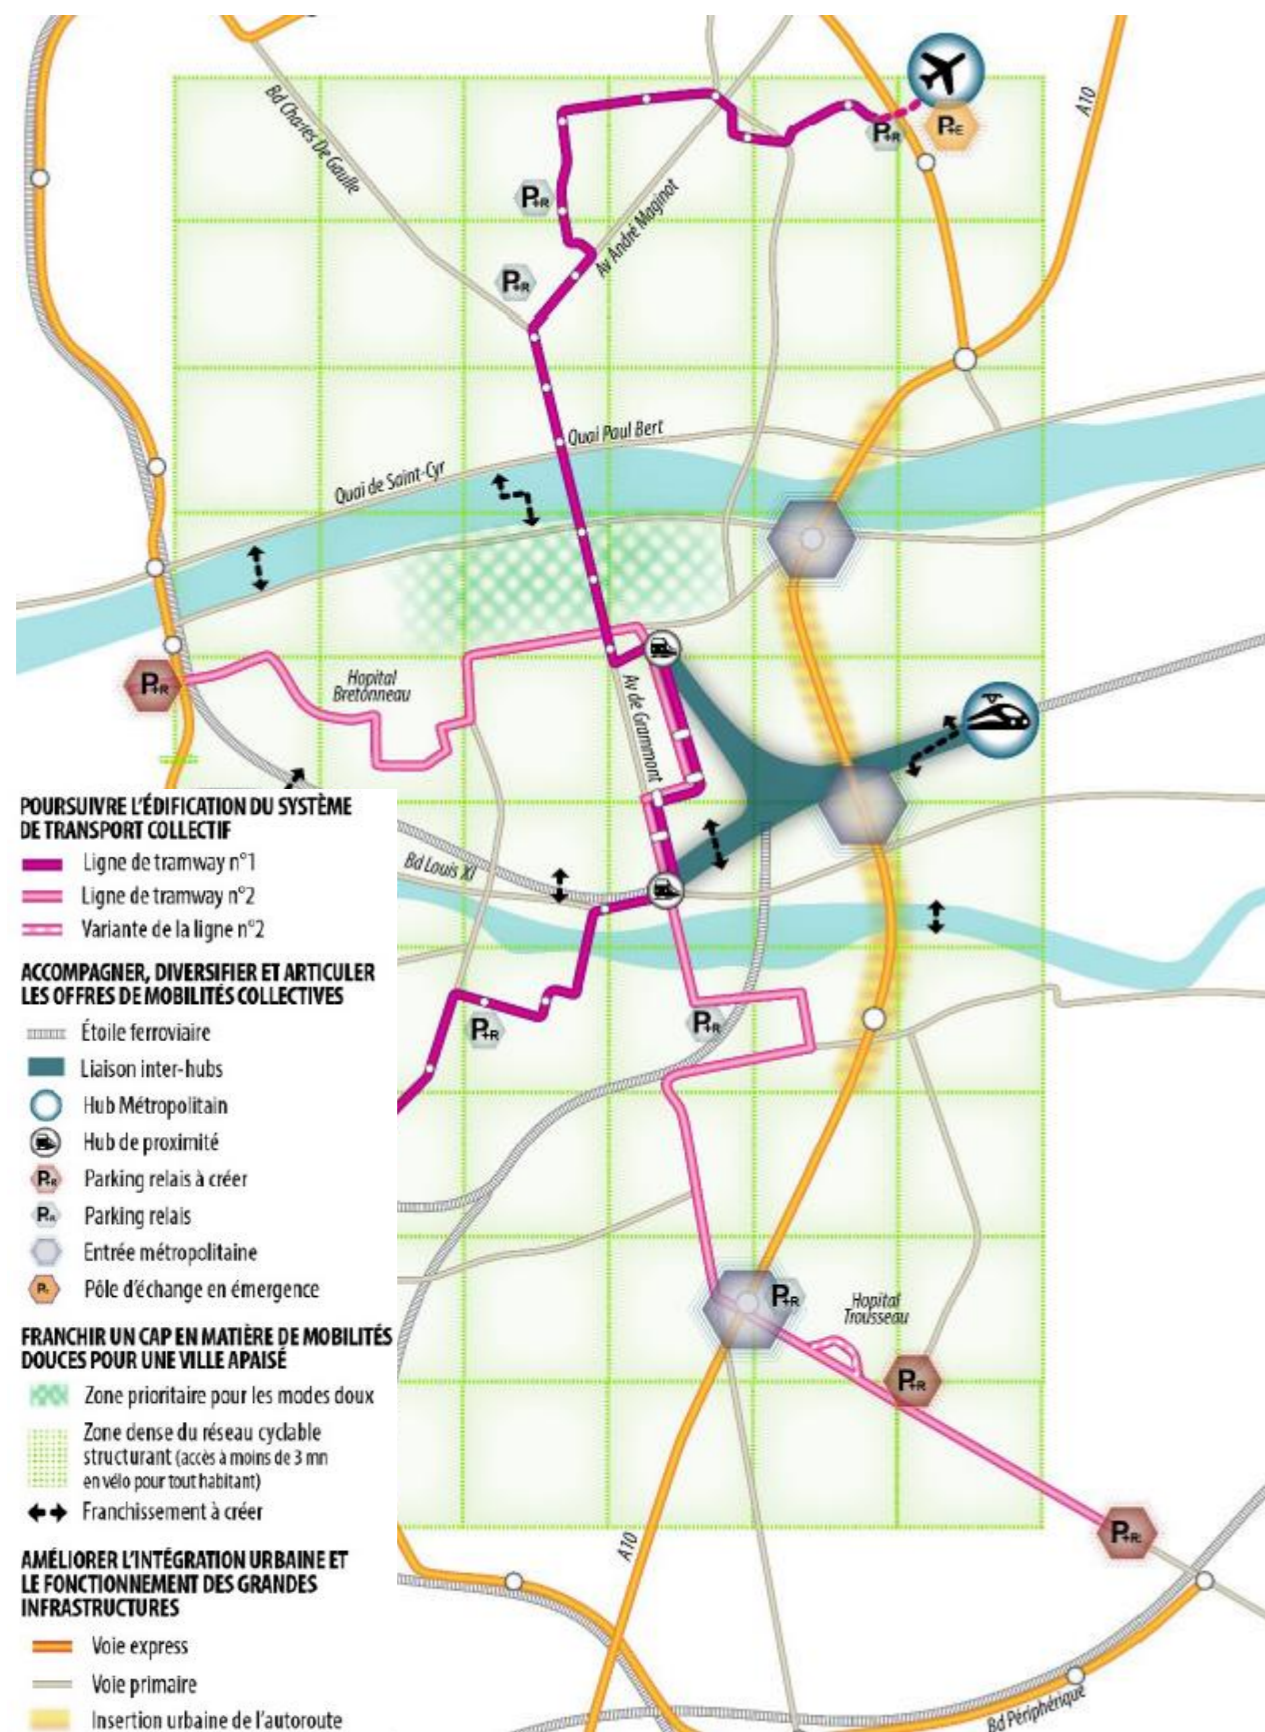 A10
Bd Charles De Gaulle
P+R
P+E
P+R
Av André Maginot
P+R
Quai Paul Bert
Quai de Saint-Cyr
Hopital
Bretonneau
P+R
Av de Grammont
Bd Louis XI
P+R
P+R
P+R
Hopital
Trousseau
P+R
P+R
A10
Bd Périphérique
POURSUIVRE L'ÉDIFICATION DU SYSTÈME
DE TRANSPORT COLLECTIF
Ligne de tramway n°1
Ligne de tramway n°2
Variante de la ligne n°2
ACCOMPAGNER, DIVERSIFIER ET ARTICULER
LES OFFRES DE MOBILITÉS COLLECTIVES
Étoile ferroviaire
Liaison inter-hubs
Hub Métropolitain
Hub de proximité
P+R Parking relais à créer
P+R Parking relais
Entrée métropolitaine
Pôle d'échange en émergence
FRANCHIR UN CAP EN MATIÈRE DE MOBILITÉS
DOUCES POUR UNE VILLE APAISÉ
Zone prioritaire pour les modes doux
Zone dense du réseau cyclable
structurant (accès à moins de 3 mn
en vélo pour tout habitant)
Franchissement à créer
AMÉLIORER L'INTÉGRATION URBAINE ET
LE FONCTIONNEMENT DES GRANDES
INFRASTRUCTURES
Voie express
Voie primaire
Insertion urbaine de l'autoroute